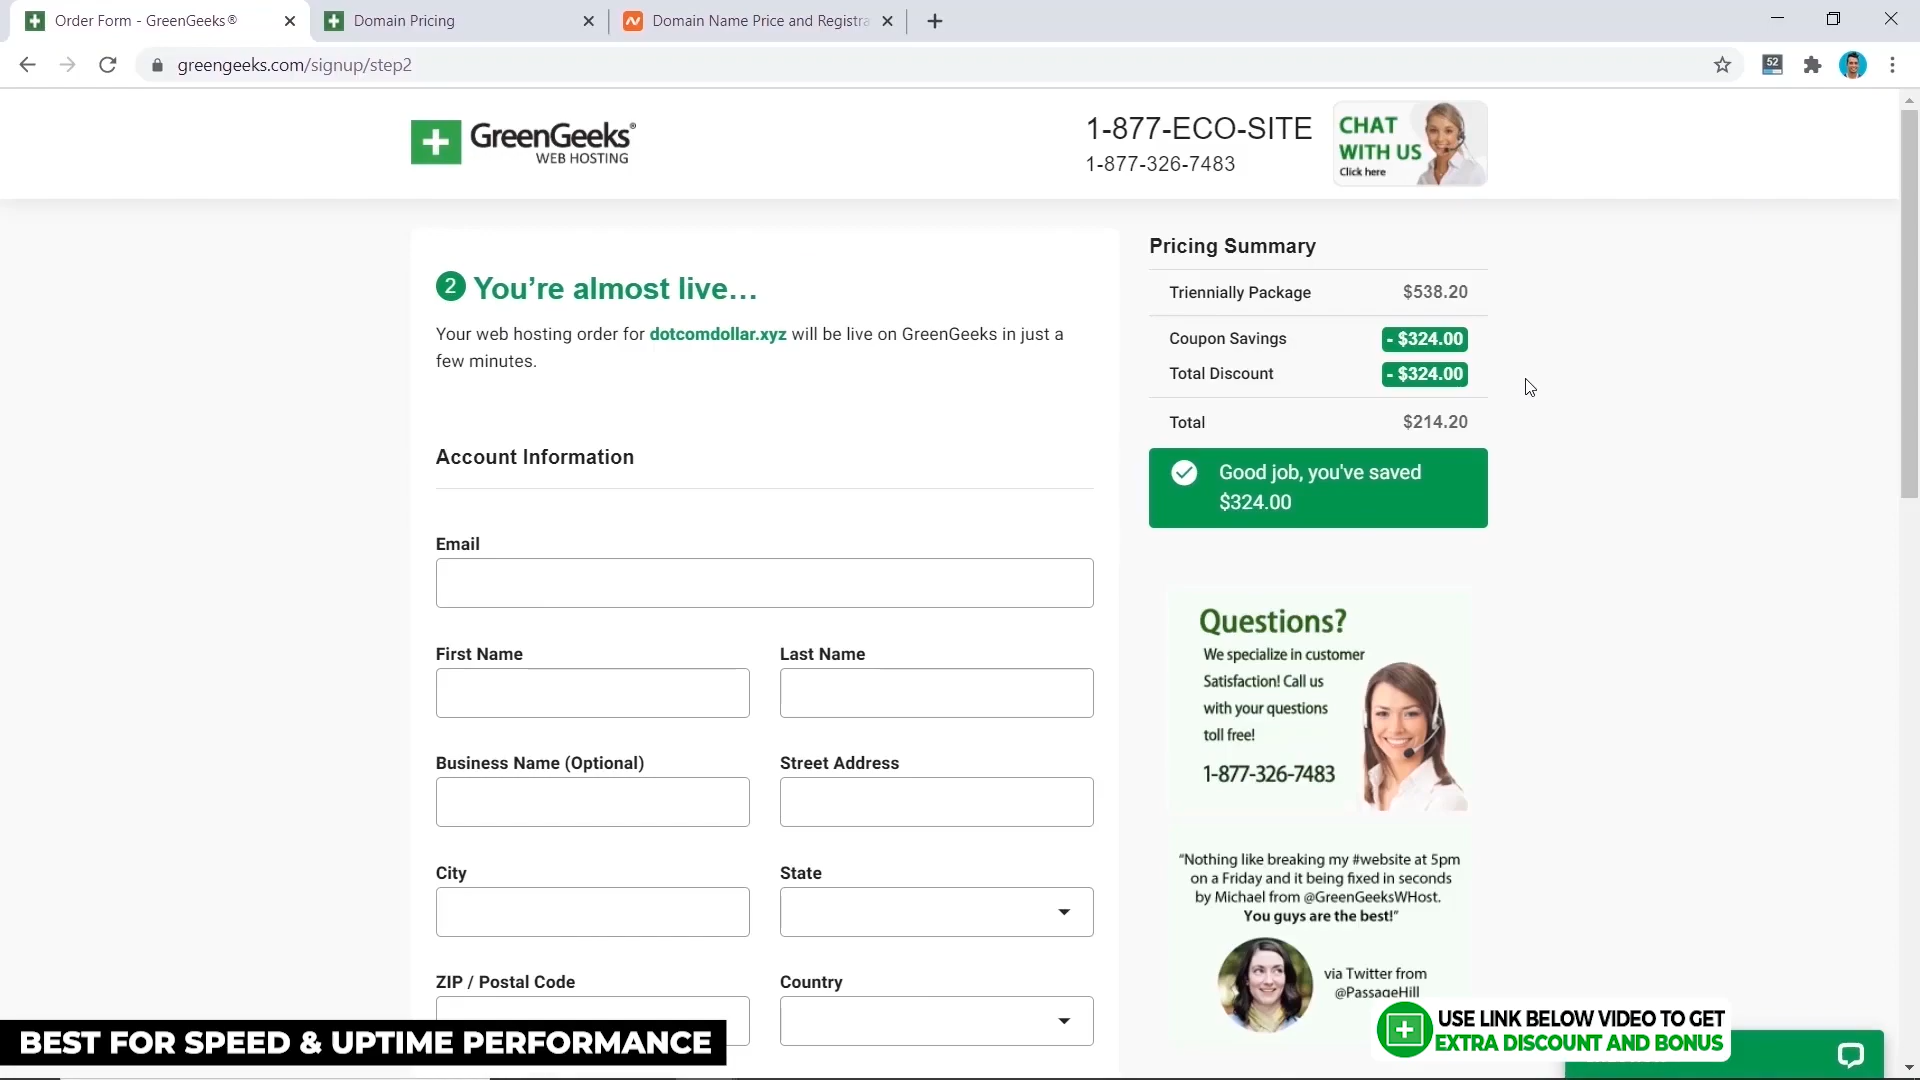 Order Form - GreenGeeks®
Domain Pricing
Domain Name Price and Registra
greengeeks.com/signup/step2
52
GreenGeeks®
WEB HOSTING
1-877-ECO-SITE
1-877-326-7483
CHAT
WITH US
Click here
2 You're almost live...
Your web hosting order for dotcomdollar.xyz will be live on GreenGeeks in just a
few minutes.
Account Information
Email
First Name
Last Name
Business Name (Optional)
Street Address
City
State
ZIP / Postal Code
Country
Pricing Summary
Triennially Package $538.20
Coupon Savings - $324.00
Total Discount - $324.00
Total $214.20
Good job, you've saved
$324.00
Questions?
We specialize in customer
Satisfaction! Call us
with your questions
toll free!
1-877-326-7483
“Nothing like breaking my #website at 5pm
on a Friday and it being fixed in seconds
by Michael from @GreenGeeksWHost.
You guys are the best!”
via Twitter from
@PassageHill
BEST FOR SPEED & UPTIME PERFORMANCE
USE LINK BELOW VIDEO TO GET
EXTRA DISCOUNT AND BONUS